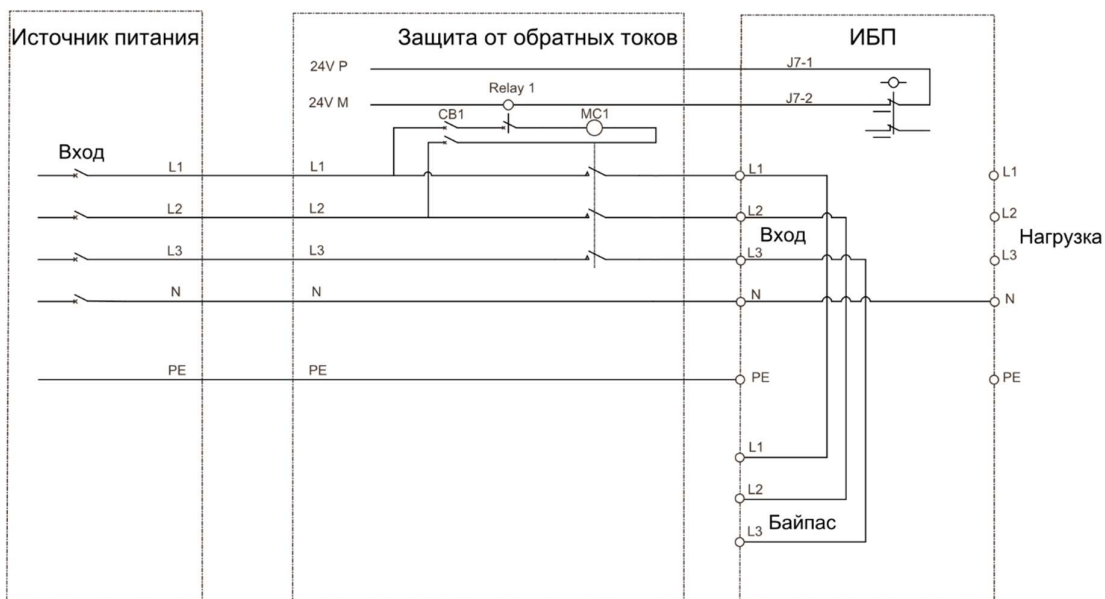 Источник питания
Защита от обратных токов
ИБП
24V P
J7-1
24V M
Relay 1
J7-2
CB1
MC1
Вход
L1
L1
L1
L1
L2
L2
L2
L2
Вход
Нагрузка
L3
L3
L3
L3
N
N
N
N
PE
PE
PE
PE
L1
L2
L3
Байпас